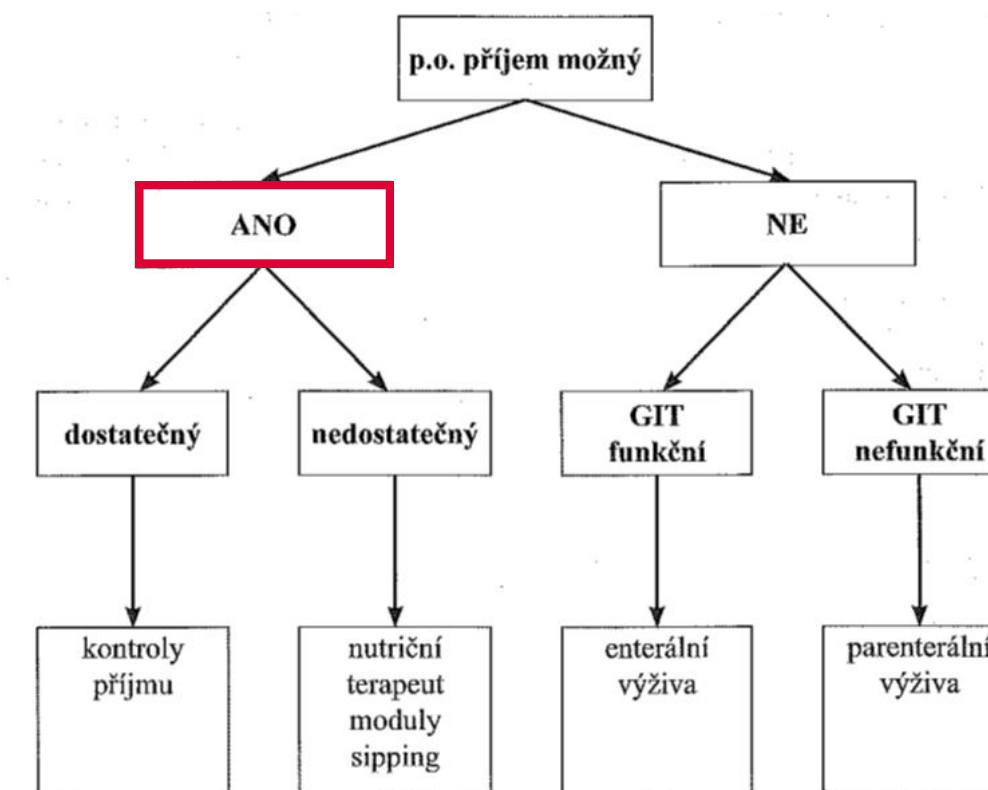 p.o. příjem možný
ANO
NE
dostatečný
nedostatečný
GIT
funkční
GIT
nefunkční
kontroly
příjmu
nutriční
terapeut
moduly
sipping
enterální
výživa
parenterální
výživa